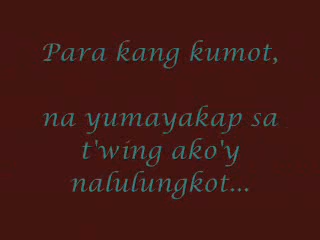 Para kang kumot,
na yumayakap sa
t'wing ako'y
nalulungkot...